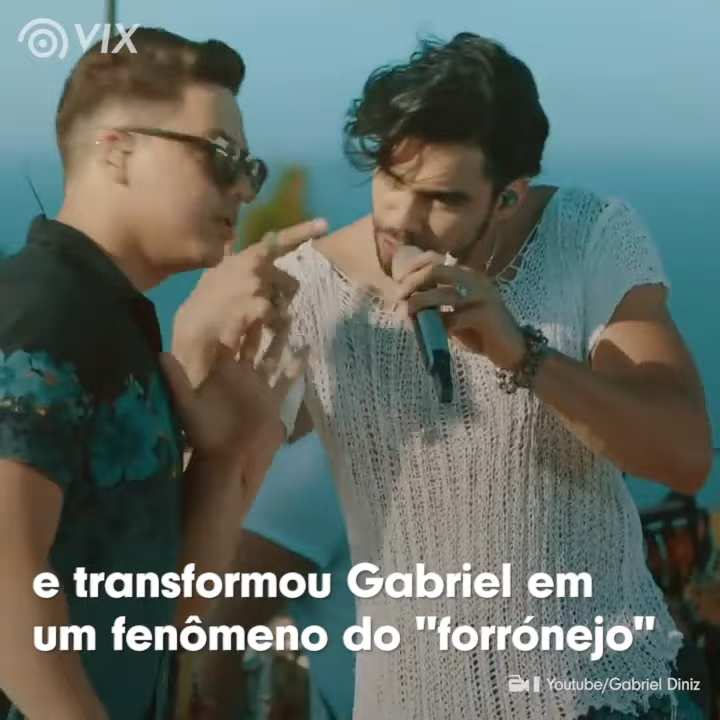 VIX
e transformou Gabriel em
um fenômeno do "forrónejo"
Youtube/Gabriel Diniz